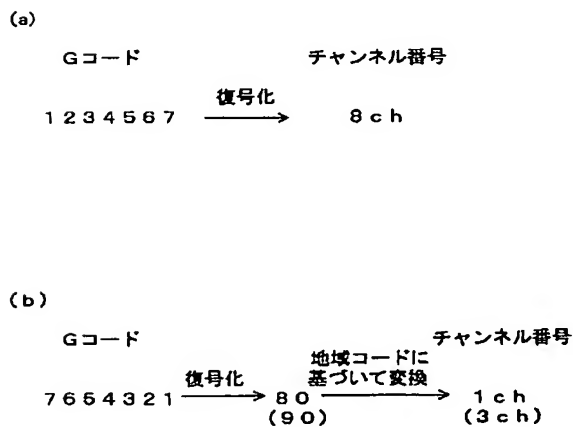 (a)
Gコード チャンネル番号
復号化
1234567 8ch
(b)
Gコード チャンネル番号
地域コードに
復号化 基づいて変換
7654321 80 1ch
(90) (3ch)